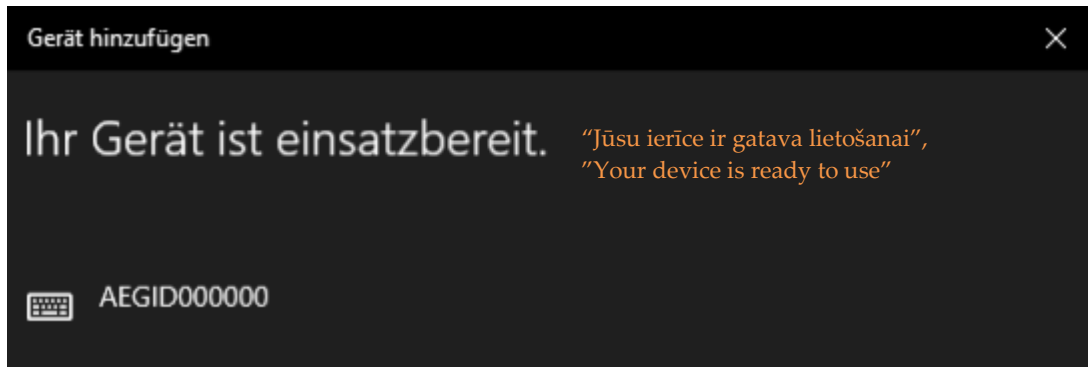 Gerät hinzufügen
Ihr Gerät ist einsatzbereit.
“Jūsu ierīce ir gatava lietošanai”,
”Your device is ready to use”
AEGID000000